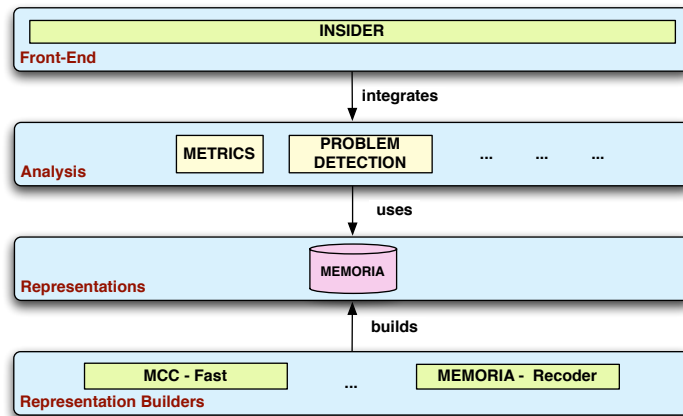 INSIDER
Front-End
integrates
METRICS
PROBLEM
DETECTION
... ... ...
Analysis
uses
MEMORIA
Representations
builds
MCC - Fast
...
MEMORIA - Recoder
Representation Builders